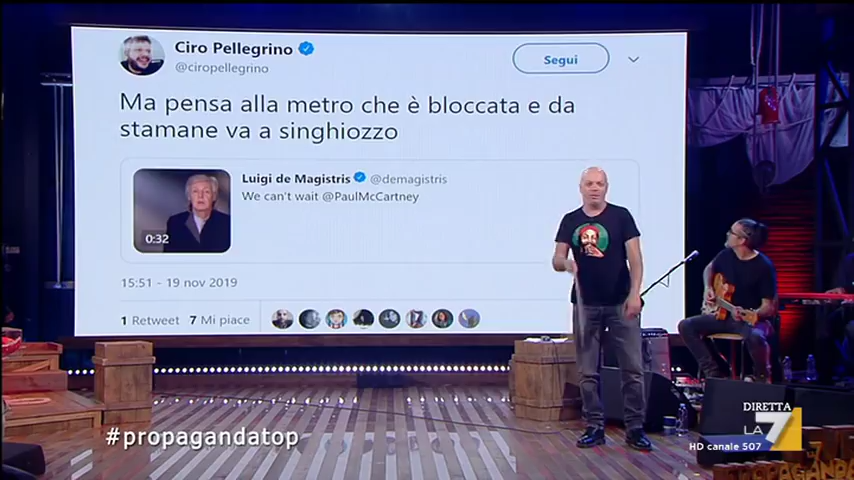 Ciro Pellegrino
@ciropellegrino
Segui
Ma pensa alla metro che è bloccata e da
stamane va a singhiozzo
Luigi de Magistris @demagistris
We can't wait @PaulMcCartney
0:32
15:51 - 19 nov 2019
1 Retweet 7 Mi piace
#propagandatop
DIRETTA
LA7
HD canale 507
PROPAGANDA